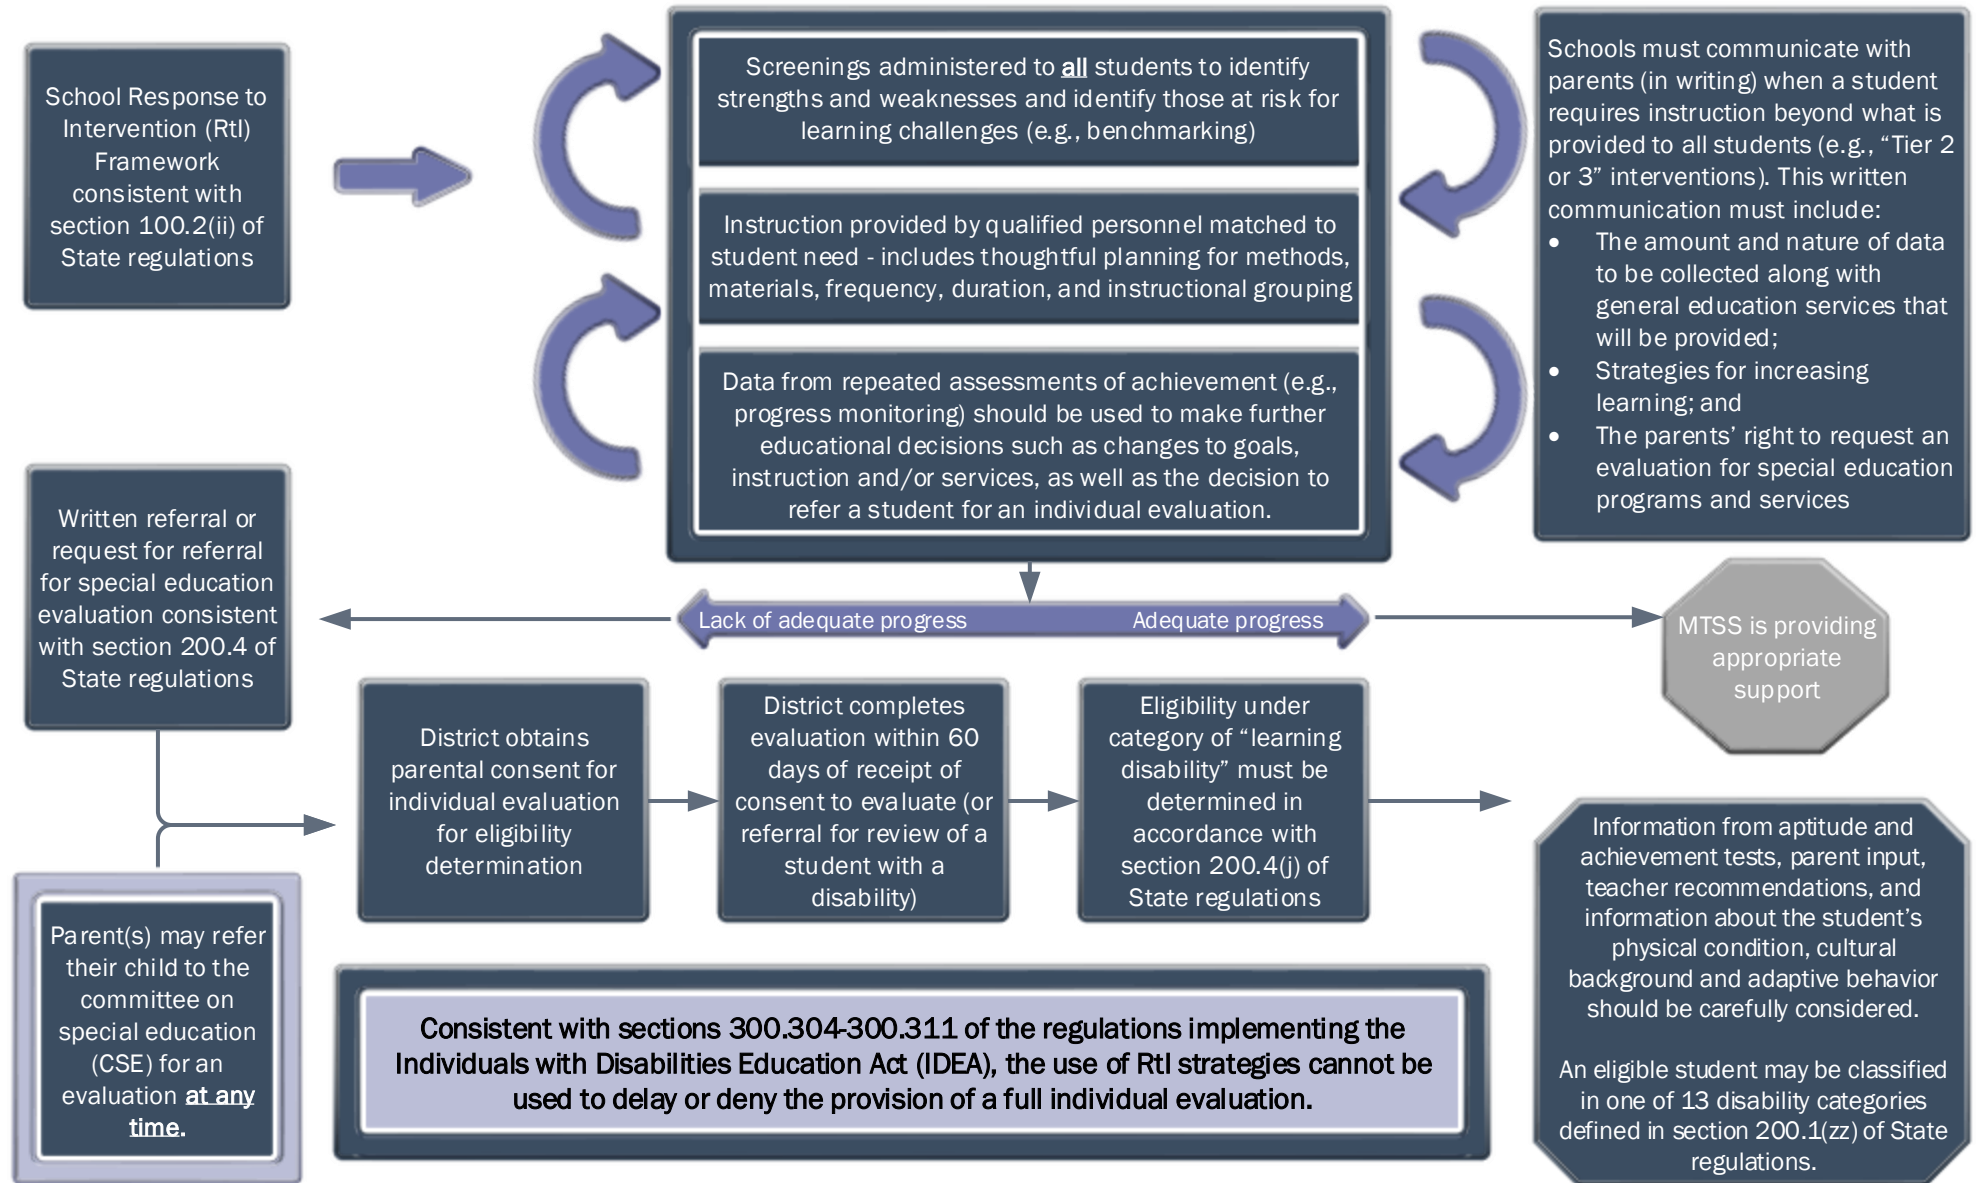 School Response to
Intervention (RtI)
Framework
consistent with
section 100.2(ii) of
State regulations
Screenings administered to all students to identify
strengths and weaknesses and identify those at risk for
learning challenges (e.g., benchmarking)
Instruction provided by qualified personnel matched to
student need - includes thoughtful planning for methods,
materials, frequency, duration, and instructional grouping
Data from repeated assessments of achievement (e.g.,
progress monitoring) should be used to make further
educational decisions such as changes to goals,
instruction and/or services, as well as the decision to
refer a student for an individual evaluation.
Schools must communicate with
parents (in writing) when a student
requires instruction beyond what is
provided to all students (e.g., “Tier 2
or 3” interventions). This written
communication must include:
• The amount and nature of data
to be collected along with
general education services that
will be provided;
• Strategies for increasing
learning; and
• The parents’ right to request an
evaluation for special education
programs and services
Lack of adequate progress
Adequate progress
MTSS is providing
appropriate
support
Written referral or
request for referral
for special education
evaluation consistent
with section 200.4 of
State regulations
Parent(s) may refer
their child to the
committee on
special education
(CSE) for an
evaluation at any
time.
District obtains
parental consent for
individual evaluation
for eligibility
determination
District completes
evaluation within 60
days of receipt of
consent to evaluate (or
referral for review of a
student with a
disability)
Eligibility under
category of “learning
disability” must be
determined in
accordance with
section 200.4(j) of
State regulations
Information from aptitude and
achievement tests, parent input,
teacher recommendations, and
information about the student’s
physical condition, cultural
background and adaptive behavior
should be carefully considered.
An eligible student may be classified
in one of 13 disability categories
defined in section 200.1(zz) of State
regulations.
Consistent with sections 300.304-300.311 of the regulations implementing the
Individuals with Disabilities Education Act (IDEA), the use of RtI strategies cannot be
used to delay or deny the provision of a full individual evaluation.